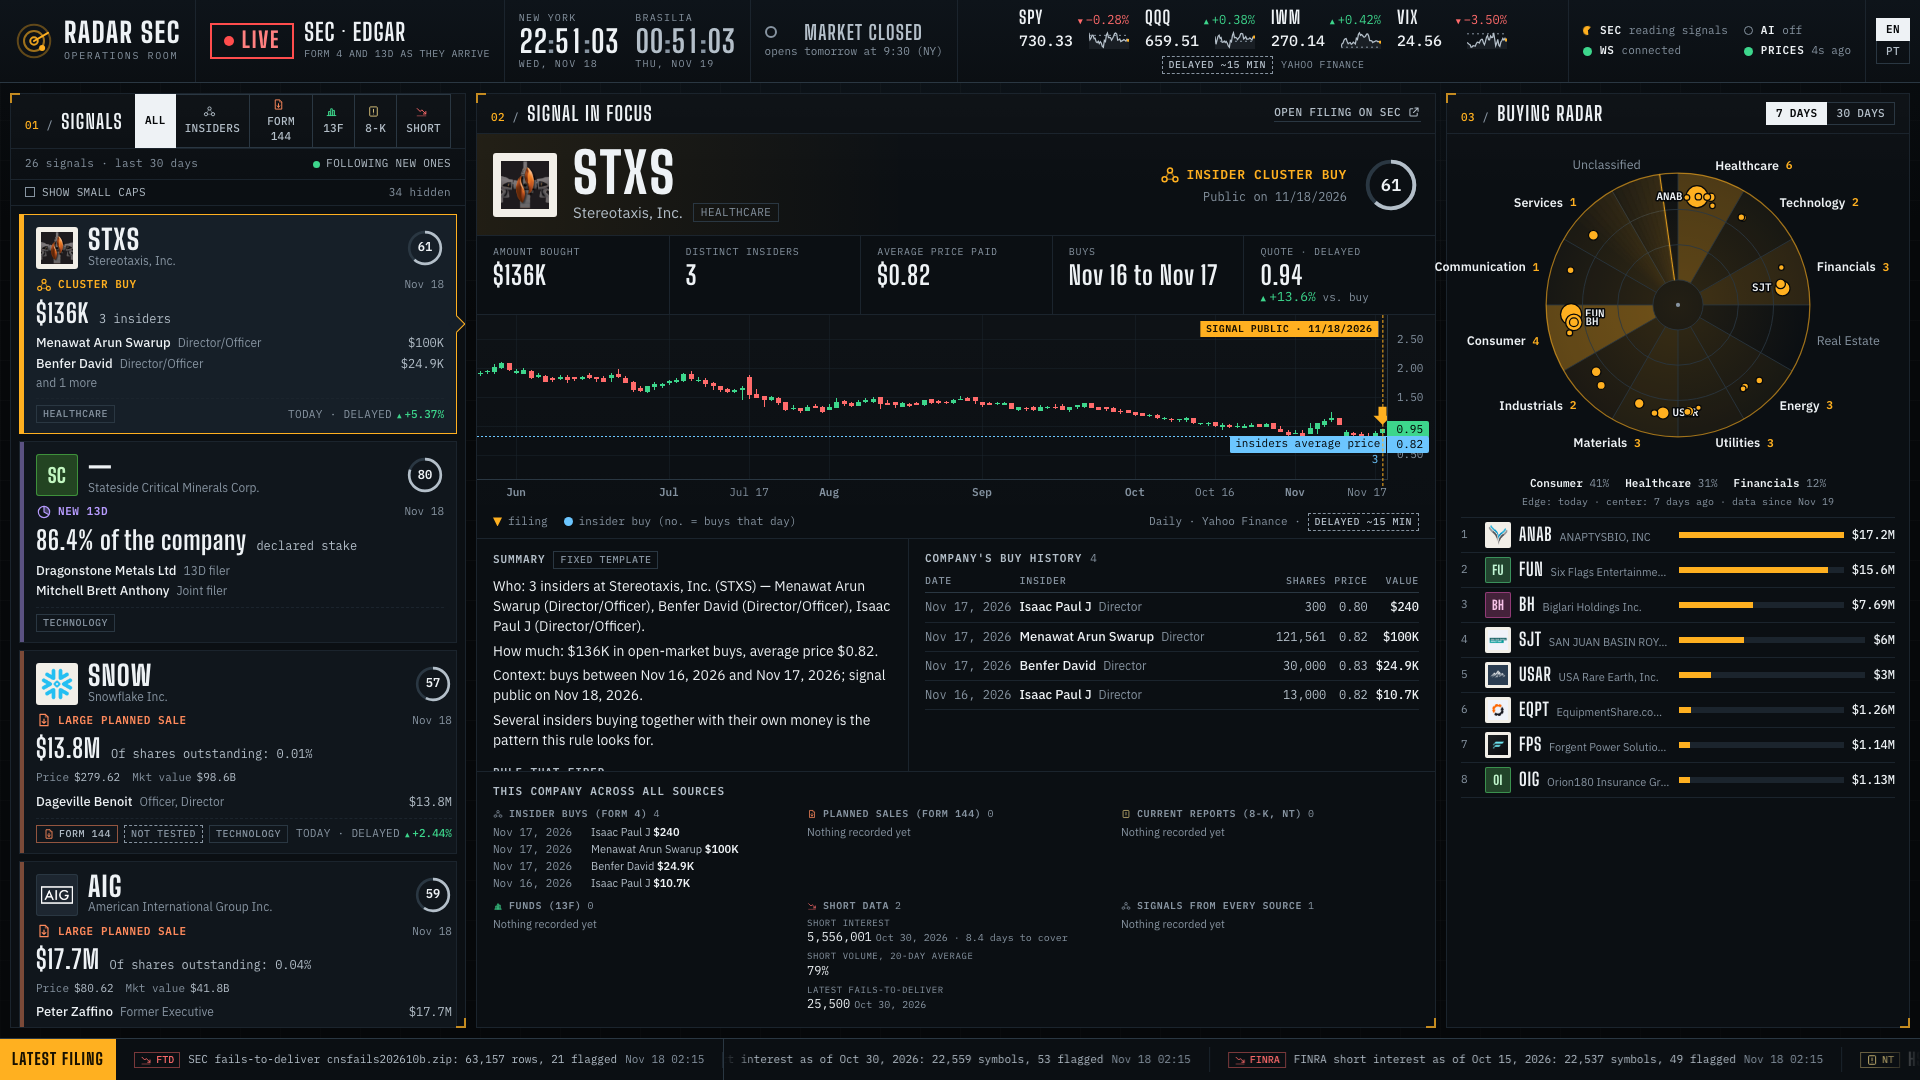 RADAR SEC
OPERATIONS ROOM
LIVE
SEC · EDGAR
FORM 4 AND 13D AS THEY ARRIVE
NEW YORK
22:51:03
WED, NOV 18
BRASILIA
00:51:03
THU, NOV 19
MARKET CLOSED
opens tomorrow at 9:30 (NY)
SPY ▼−0.28% QQQ ▲+0.38% IWM ▲+0.42% VIX ▼−3.50%
730.33 659.51 270.14 24.56
DELAYED ~15 MIN YAHOO FINANCE
SEC reading signals AI off
WS connected PRICES 4s ago
EN
PT
01 / SIGNALS
ALL
INSIDERS
FORM 144
13F
8-K
SHORT
26 signals · last 30 days
FOLLOWING NEW ONES
SHOW SMALL CAPS
34 hidden
STXS
Stereotaxis, Inc.
61
CLUSTER BUY Nov 18
$136K 3 insiders
Menawat Arun Swarup Director/Officer $100K
Benfer David Director/Officer $24.9K
and 1 more
HEALTHCARE TODAY · DELAYED ▲+5.37%
SC
—
Stateside Critical Minerals Corp.
80
NEW 13D Nov 18
86.4% of the company declared stake
Dragonstone Metals Ltd 13D filer
Mitchell Brett Anthony Joint filer
TECHNOLOGY
SNOW
Snowflake Inc.
57
LARGE PLANNED SALE Nov 18
$13.8M Of shares outstanding: 0.01%
Price $279.62 Mkt value $98.6B
Dageville Benoit Officer, Director $13.8M
FORM 144 NOT TESTED TECHNOLOGY TODAY · DELAYED ▲+2.44%
AIG
AIG
American International Group Inc.
59
LARGE PLANNED SALE Nov 18
$17.7M Of shares outstanding: 0.04%
Price $80.62 Mkt value $41.8B
Peter Zaffino Former Executive $17.7M
02 / SIGNAL IN FOCUS
OPEN FILING ON SEC
STXS
Stereotaxis, Inc. HEALTHCARE
INSIDER CLUSTER BUY
Public on 11/18/2026
61
AMOUNT BOUGHT
$136K
DISTINCT INSIDERS
3
AVERAGE PRICE PAID
$0.82
BUYS
Nov 16 to Nov 17
QUOTE · DELAYED
0.94
▲+13.6% vs. buy
SIGNAL PUBLIC · 11/18/2026
2.50
2.00
1.50
0.95
insiders average price 0.82
0.50
3
Jun Jul Jul 17 Aug Sep Oct Oct 16 Nov Nov 17
▼ filing insider buy (no. = buys that day)
Daily · Yahoo Finance · DELAYED ~15 MIN
SUMMARY FIXED TEMPLATE
Who: 3 insiders at Stereotaxis, Inc. (STXS) — Menawat Arun
Swarup (Director/Officer), Benfer David (Director/Officer), Isaac
Paul J (Director/Officer).
How much: $136K in open-market buys, average price $0.82.
Context: buys between Nov 16, 2026 and Nov 17, 2026; signal
public on Nov 18, 2026.
Several insiders buying together with their own money is the
pattern this rule looks for.
RULE THAT FIRED
COMPANY'S BUY HISTORY 4
DATE INSIDER SHARES PRICE VALUE
Nov 17, 2026 Isaac Paul J Director 300 0.80 $240
Nov 17, 2026 Menawat Arun Swarup Director 121,561 0.82 $100K
Nov 17, 2026 Benfer David Director 30,000 0.83 $24.9K
Nov 16, 2026 Isaac Paul J Director 13,000 0.82 $10.7K
THIS COMPANY ACROSS ALL SOURCES
INSIDER BUYS (FORM 4) 4
Nov 17, 2026 Isaac Paul J $240
Nov 17, 2026 Menawat Arun Swarup $100K
Nov 17, 2026 Benfer David $24.9K
Nov 16, 2026 Isaac Paul J $10.7K
PLANNED SALES (FORM 144) 0
Nothing recorded yet
CURRENT REPORTS (8-K, NT) 0
Nothing recorded yet
FUNDS (13F) 0
Nothing recorded yet
SHORT DATA 2
SHORT INTEREST
5,556,001 Oct 30, 2026 · 8.4 days to cover
SHORT VOLUME, 20-DAY AVERAGE
79%
LATEST FAILS-TO-DELIVER
25,500 Oct 30, 2026
SIGNALS FROM EVERY SOURCE 1
Nothing recorded yet
03 / BUYING RADAR
7 DAYS
30 DAYS
Unclassified
Healthcare 6
Services 1
Technology 2
Communication 1
Financials 3
Consumer 4
Real Estate
Industrials 2
Energy 3
Materials 3
Utilities 3
ANAB
SJT
FUN
BH
Consumer 41% Healthcare 31% Financials 12%
Edge: today · center: 7 days ago · data since Nov 19
1 ANAB ANAPTYSBIO, INC $17.2M
2 FU FUN Six Flags Entertainme... $15.6M
3 BH BH Biglari Holdings Inc. $7.69M
4 SJT SAN JUAN BASIN ROY... $6M
5 USAR USA Rare Earth, Inc. $3M
6 EQPT EquipmentShare.co... $1.26M
7 FPS Forgent Power Solutio... $1.14M
8 OI OIG Orion180 Insurance Gr... $1.13M
LATEST FILING
FTD SEC fails-to-deliver cnsfails202610b.zip: 63,157 rows, 21 flagged Nov 18 02:15
t interest as of Oct 30, 2026: 22,559 symbols, 53 flagged Nov 18 02:15
FINRA FINRA short interest as of Oct 15, 2026: 22,537 symbols, 49 flagged Nov 18 02:15
NT